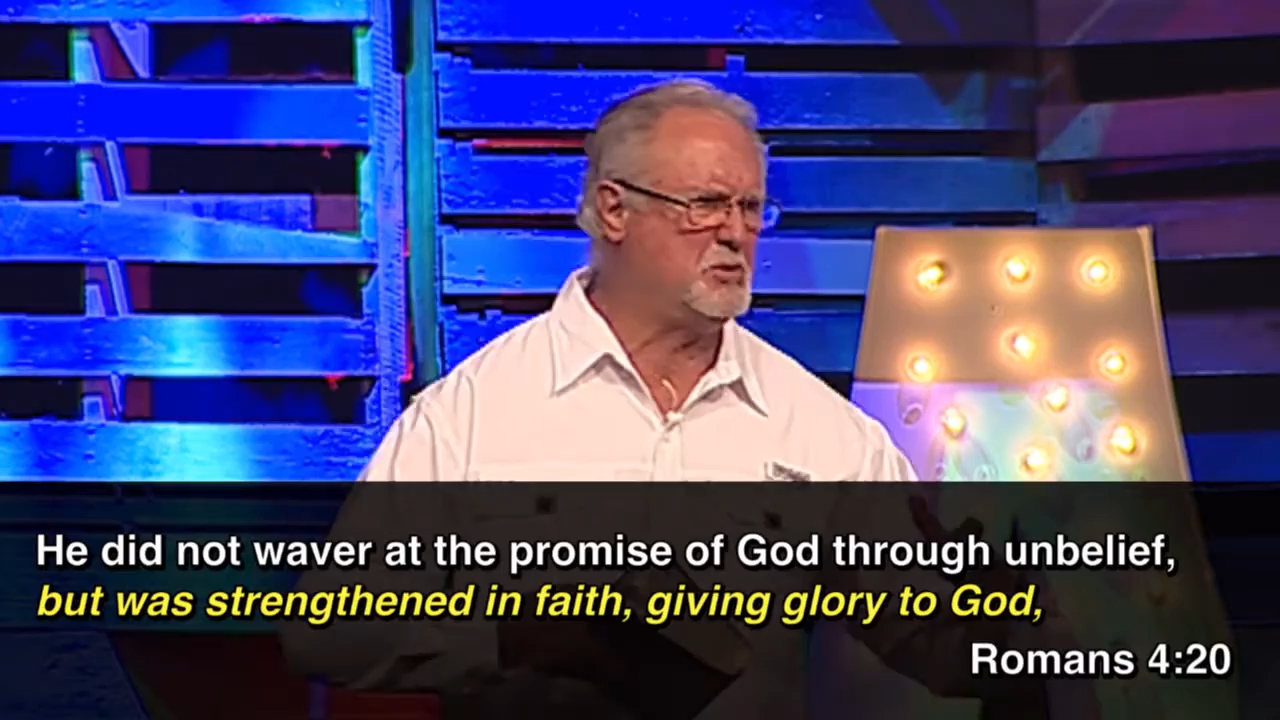 He did not waver at the promise of God through unbelief,
but was strengthened in faith, giving glory to God,
Romans 4:20